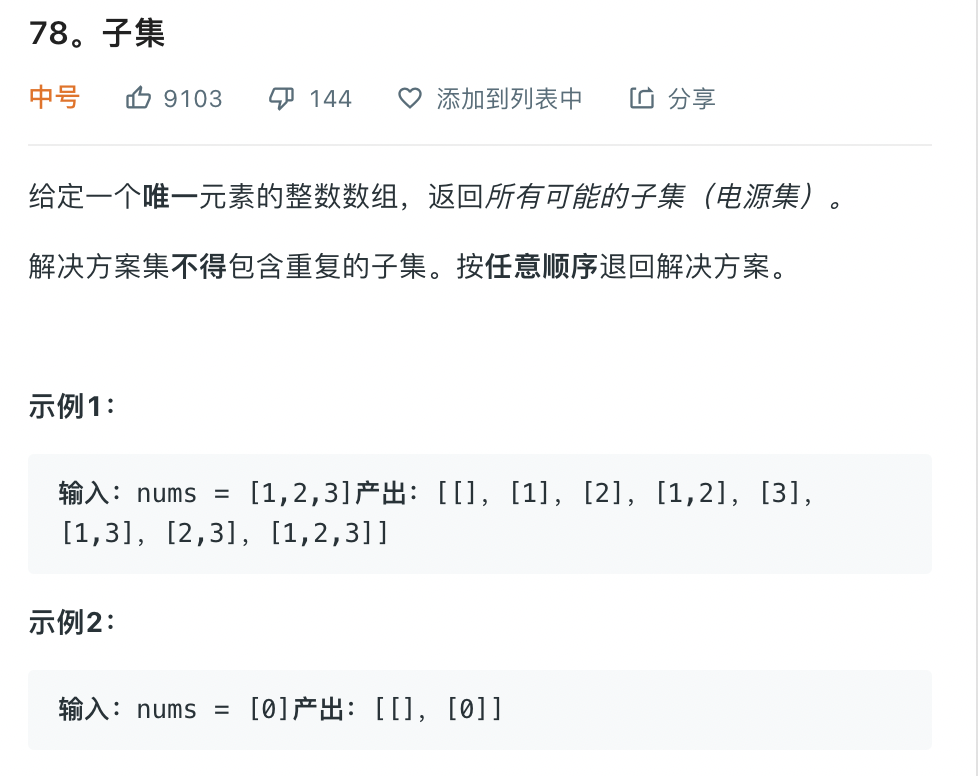 78。子集
中号 9103 144 添加到列表中 分享
给定一个唯一元素的整数数组，返回所有可能的子集（电源集）。
解决方案集不得包含重复的子集。按任意顺序退回解决方案。
示例1：
输入：nums = [1,2,3]产出：[[]，[1]，[2]，[1,2]，[3]，
[1,3]，[2,3]，[1,2,3]]
示例2：
输入：nums = [0]产出：[[]，[0]]